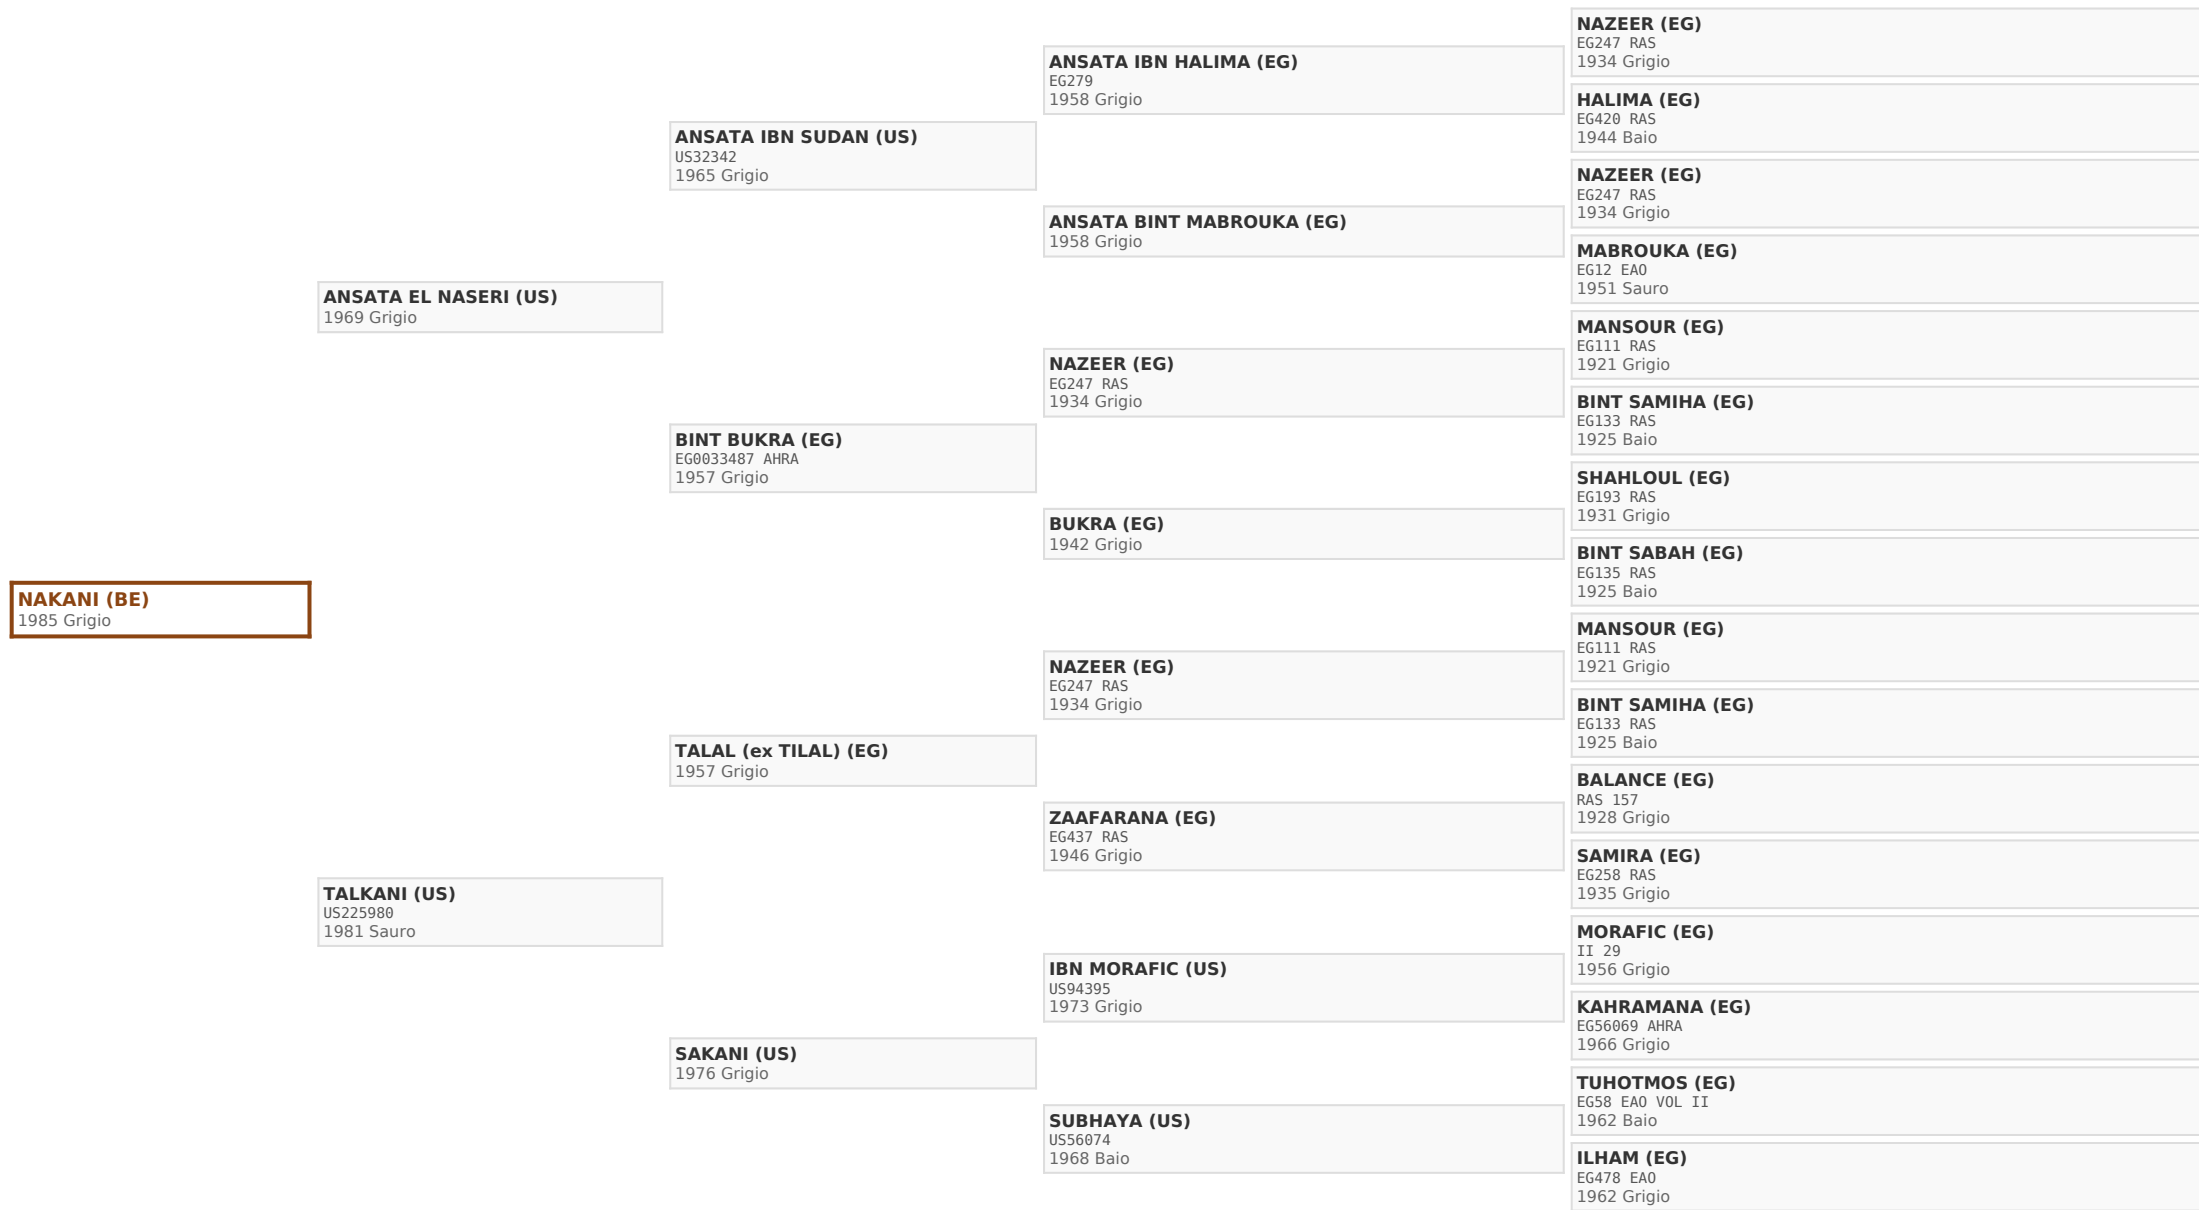 NAKANI (BE)
1985 Grigio
ANSATA EL NASERI (US)
1969 Grigio
TALKANI (US)
US225980
1981 Sauro
ANSATA IBN SUDAN (US)
US32342
1965 Grigio
BINT BUKRA (EG)
EG0033487 AHRA
1957 Grigio
TALAL (ex TILAL) (EG)
1957 Grigio
SAKANI (US)
1976 Grigio
ANSATA IBN HALIMA (EG)
EG279
1958 Grigio
ANSATA BINT MABROUKA (EG)
1958 Grigio
NAZEER (EG)
EG247 RAS
1934 Grigio
BUKRA (EG)
1942 Grigio
NAZEER (EG)
EG247 RAS
1934 Grigio
ZAAFARANA (EG)
EG437 RAS
1946 Grigio
IBN MORAFIC (US)
US94395
1973 Grigio
SUBHAYA (US)
US56074
1968 Baio
NAZEER (EG)
EG247 RAS
1934 Grigio
HALIMA (EG)
EG420 RAS
1944 Baio
NAZEER (EG)
EG247 RAS
1934 Grigio
MABROUKA (EG)
EG12 EAO
1951 Sauro
MANSOUR (EG)
EG111 RAS
1921 Grigio
BINT SAMIHA (EG)
EG133 RAS
1925 Baio
SHAHLOUL (EG)
EG193 RAS
1931 Grigio
BINT SABAH (EG)
EG135 RAS
1925 Baio
MANSOUR (EG)
EG111 RAS
1921 Grigio
BINT SAMIHA (EG)
EG133 RAS
1925 Baio
BALANCE (EG)
RAS 157
1928 Grigio
SAMIRA (EG)
EG258 RAS
1935 Grigio
MORAFIC (EG)
II 29
1956 Grigio
KAHRAMANA (EG)
EG56069 AHRA
1966 Grigio
TUHOTMOS (EG)
EG58 EAO VOL II
1962 Baio
ILHAM (EG)
EG478 EAO
1962 Grigio